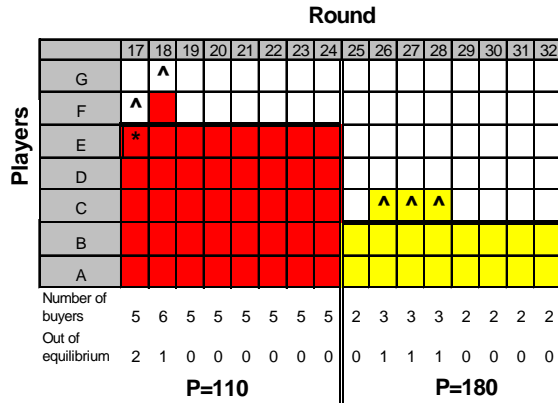 Round
17 18 19 20 21 22 23 24 25 26 27 28 29 30 31 32
Players
G ^
F ^
E *
D
C ^ ^ ^
B
A
Number of
buyers 5 6 5 5 5 5 5 5 2 3 3 3 2 2 2 2
Out of
equilibrium 2 1 0 0 0 0 0 0 0 1 1 1 0 0 0 0
P=110 P=180